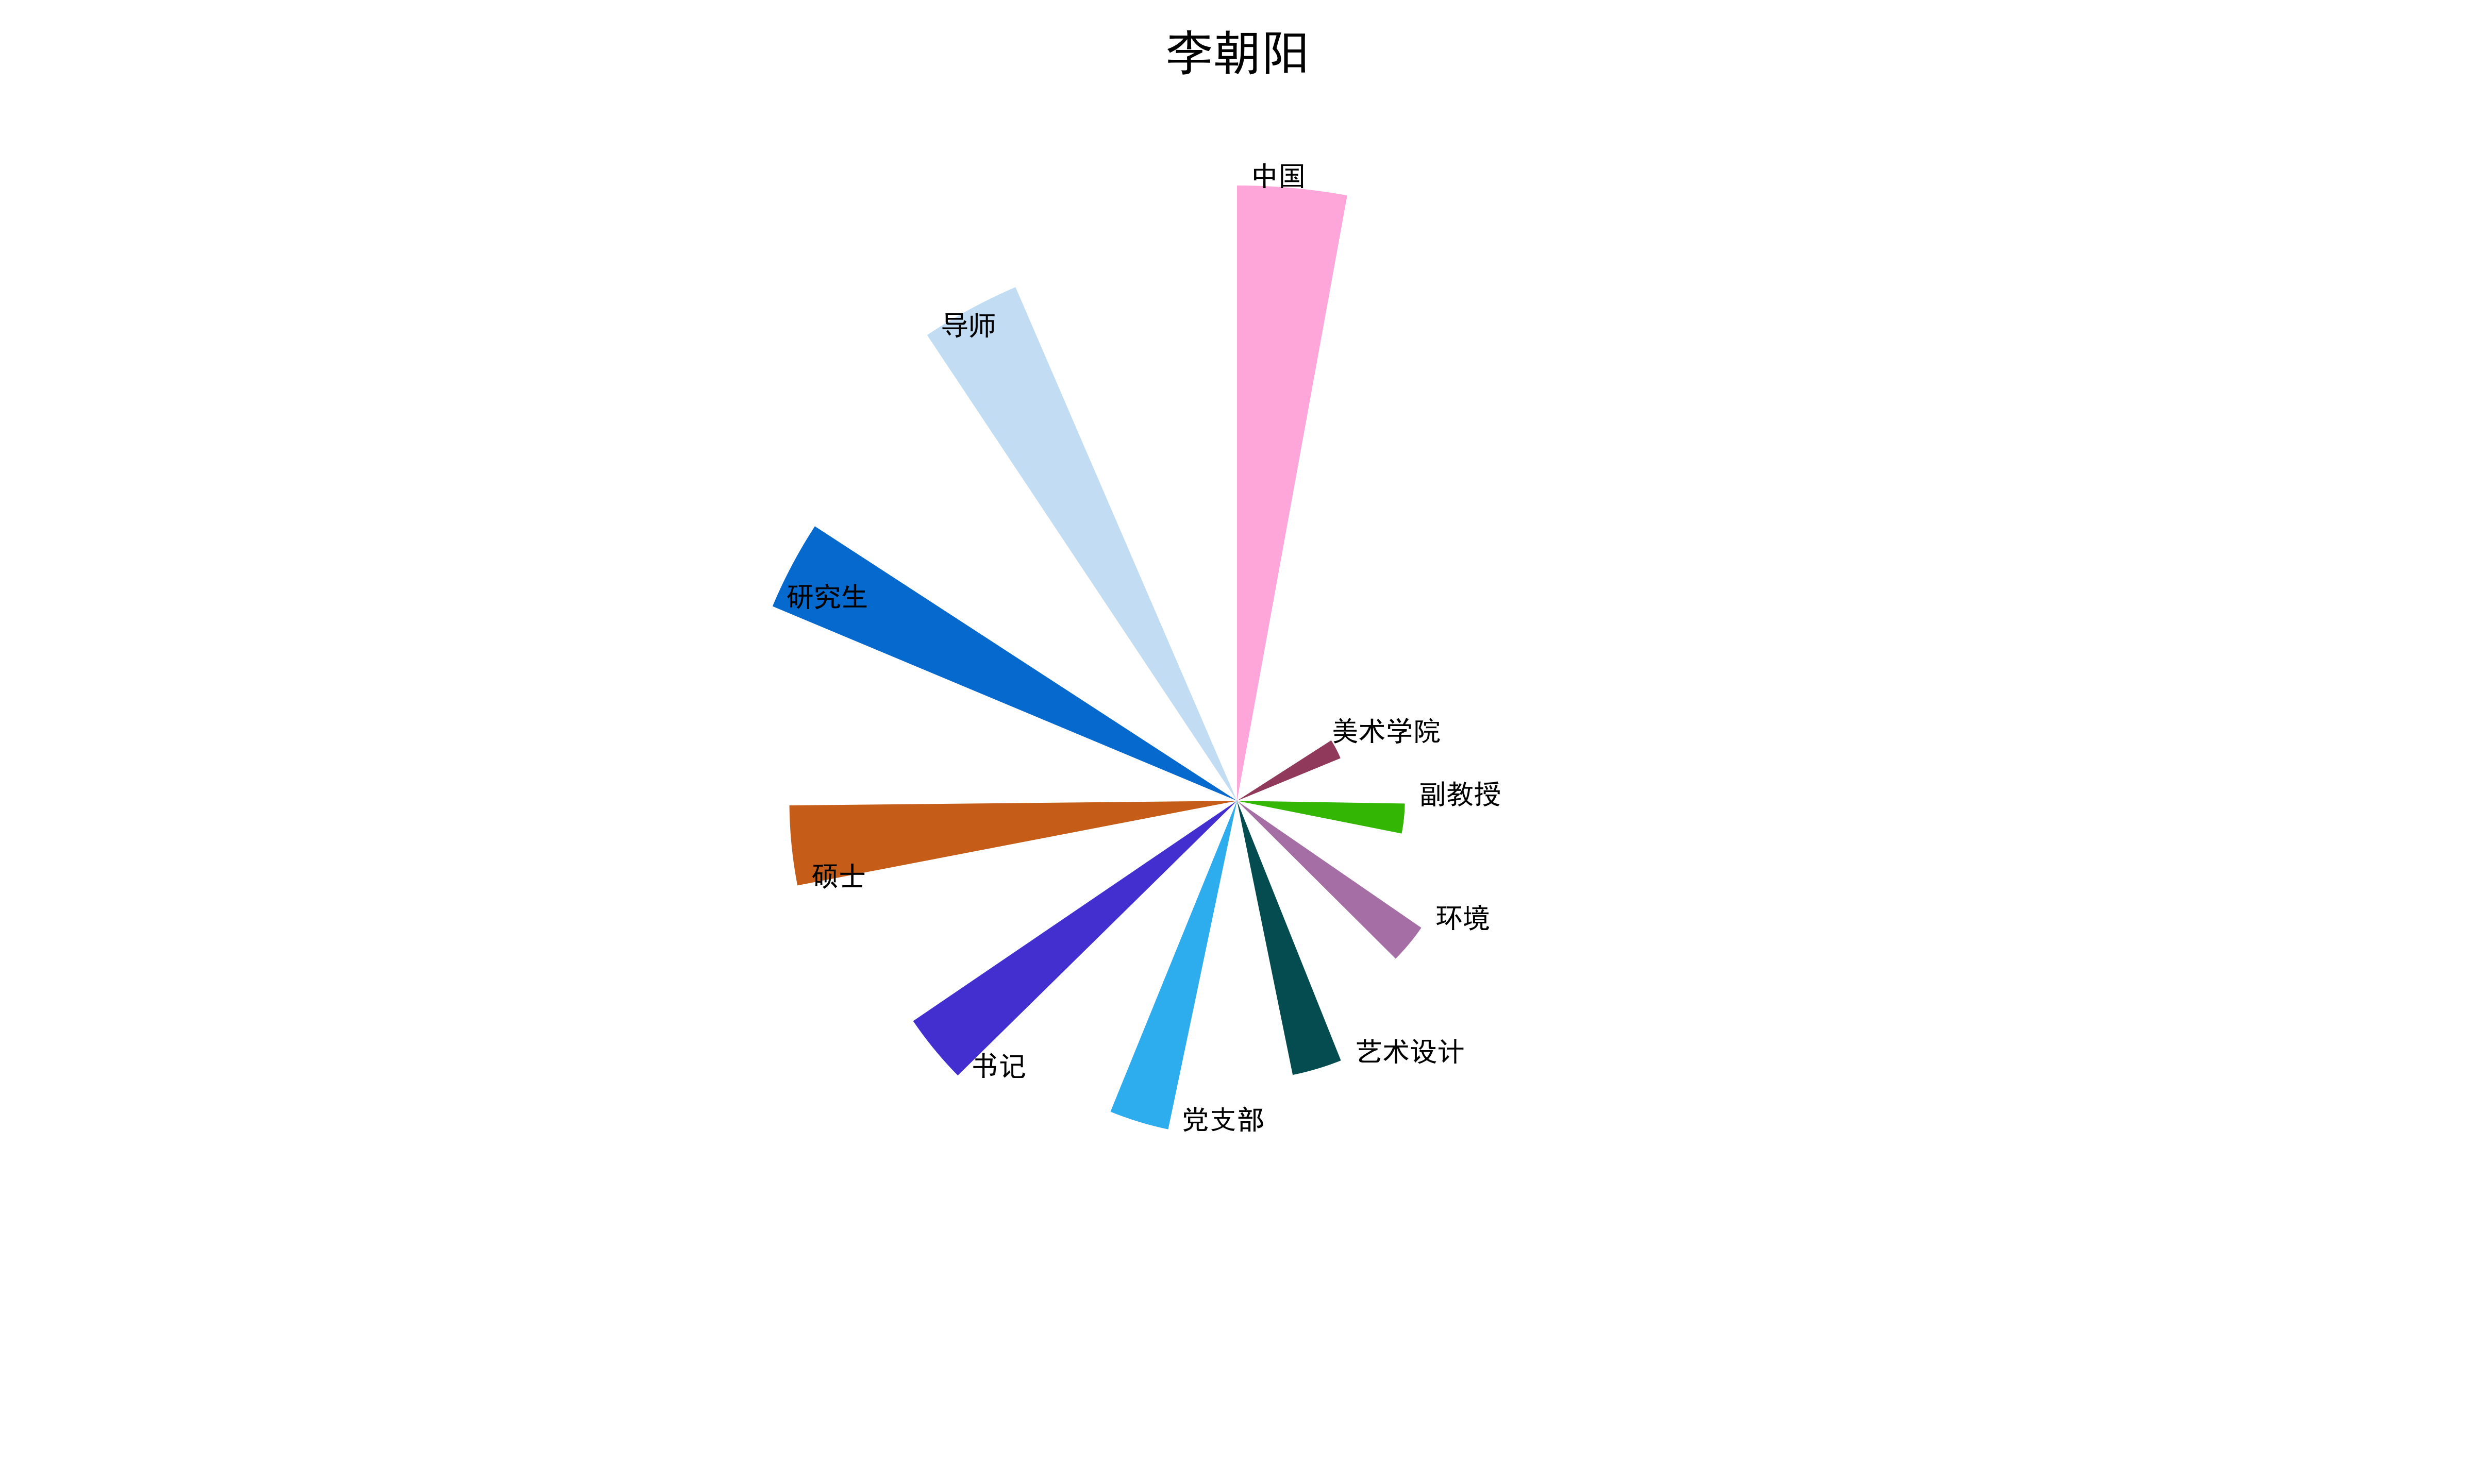 李朝阳
中国
导师
研究生
美术学院
副教授
硕士
环境
艺术设计
书记
党支部